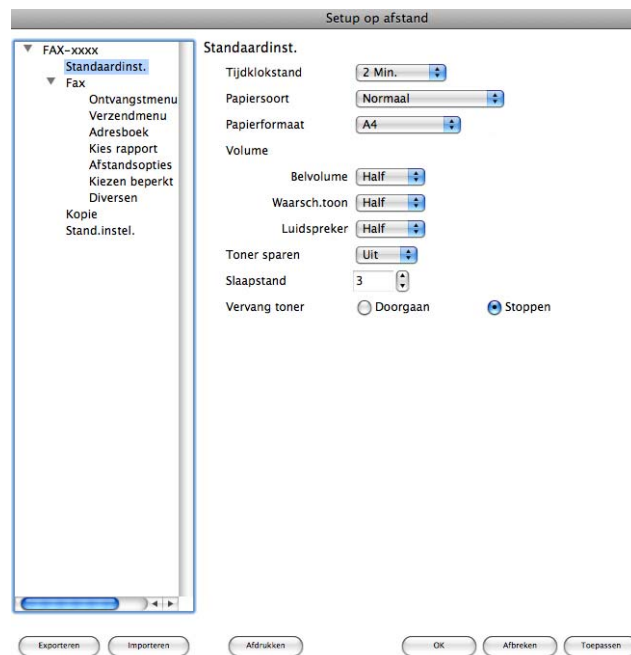 Setup op afstand
FAX-xxxx
Standaardinst.
Fax
Ontvangstmenu
Verzendmenu
Adresboek
Kies rapport
Afstandsopties
Kiezen beperkt
Diversen
Kopie
Stand.instel.
Standaardinst.
Tijdklokstand 2 Min.
Papiersoort Normaal
Papierformaat A4
Volume
Belvolume Half
Waarsch.toon Half
Luidspreker Half
Toner sparen Uit
Slaapstand 3
Vervang toner Doorgaan Stoppen
Exporteren Importeren Afdrukken OK Afbreken Toepassen